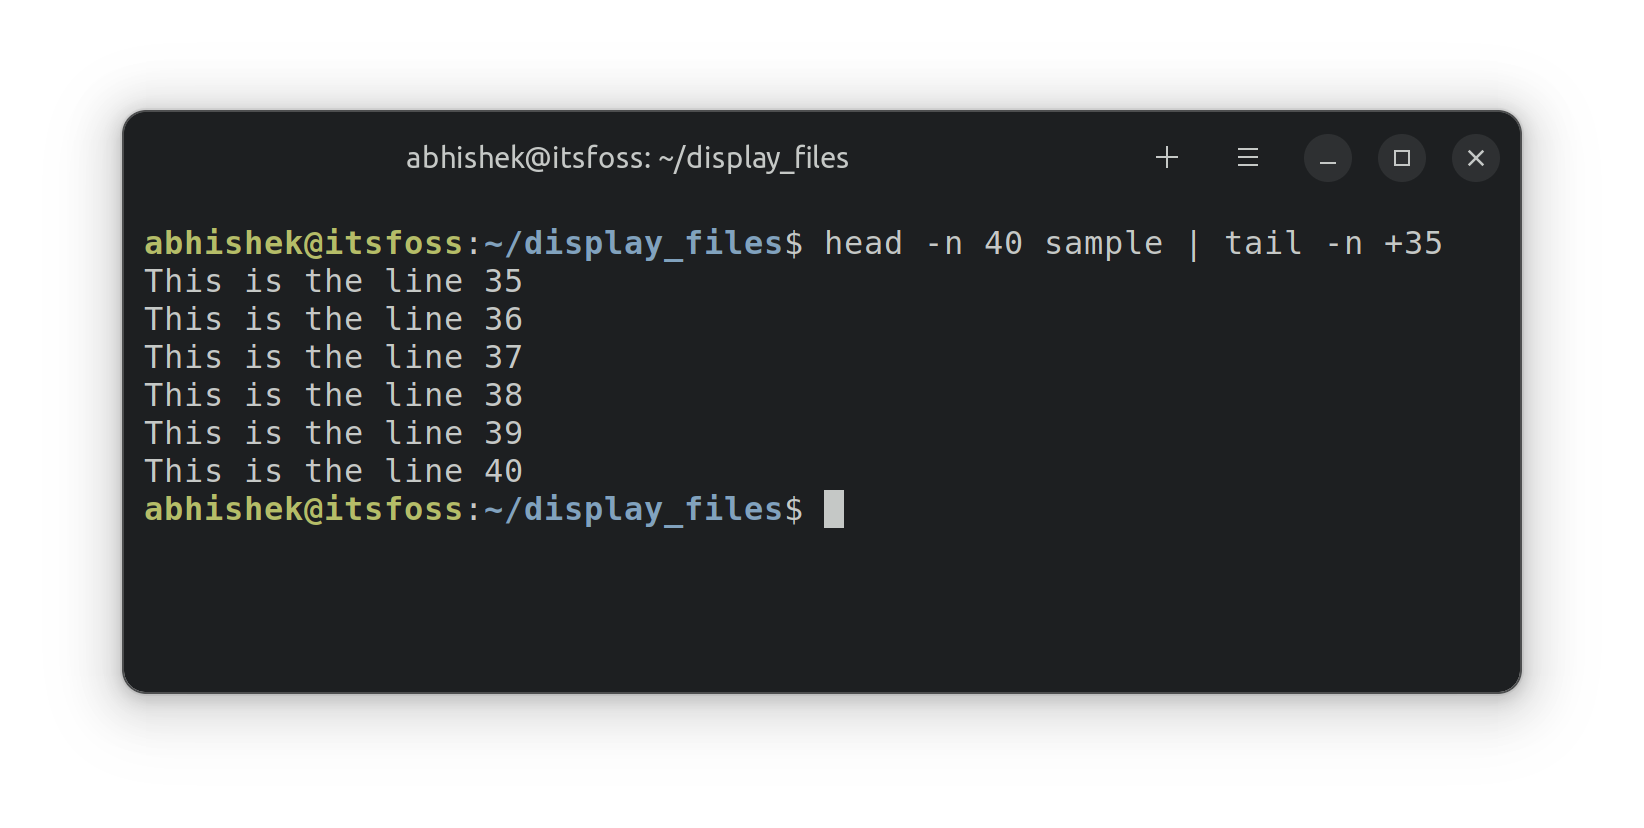 abhishek@itsfoss: ~/display_files
abhishek@itsfoss:~/display_files$ head -n 40 sample | tail -n +35
This is the line 35
This is the line 36
This is the line 37
This is the line 38
This is the line 39
This is the line 40
abhishek@itsfoss:~/display_files$